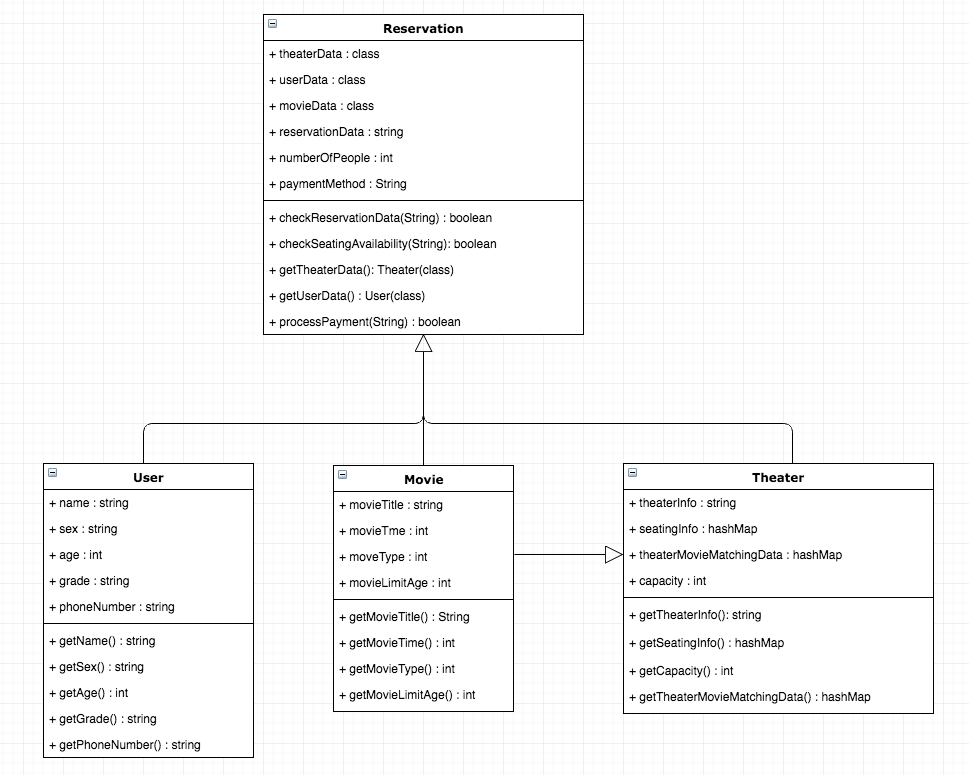 Reservation
+ theaterData : class
+ userData : class
+ movieData : class
+ reservationData : string
+ numberOfPeople : int
+ paymentMethod : String
+ checkReservationData(String) : boolean
+ checkSeatingAvailability(String): boolean
+ getTheaterData(): Theater(class)
+ getUserData() : User(class)
+ processPayment(String) : boolean
User
+ name : string
+ sex : string
+ age : int
+ grade : string
+ phoneNumber : string
+ getName() : string
+ getSex() : string
+ getAge() : int
+ getGrade() : string
+ getPhoneNumber() : string
Movie
+ movieTitle : string
+ movieTme : int
+ moveType : int
+ movieLimitAge : int
+ getMovieTitle() : String
+ getMovieTime() : int
+ getMovieType() : int
+ getMovieLimitAge() : int
Theater
+ theaterInfo : string
+ seatingInfo : hashMap
+ theaterMovieMatchingData : hashMap
+ capacity : int
+ getTheaterInfo(): string
+ getSeatingInfo() : hashMap
+ getCapacity() : int
+ getTheaterMovieMatchingData() : hashMap